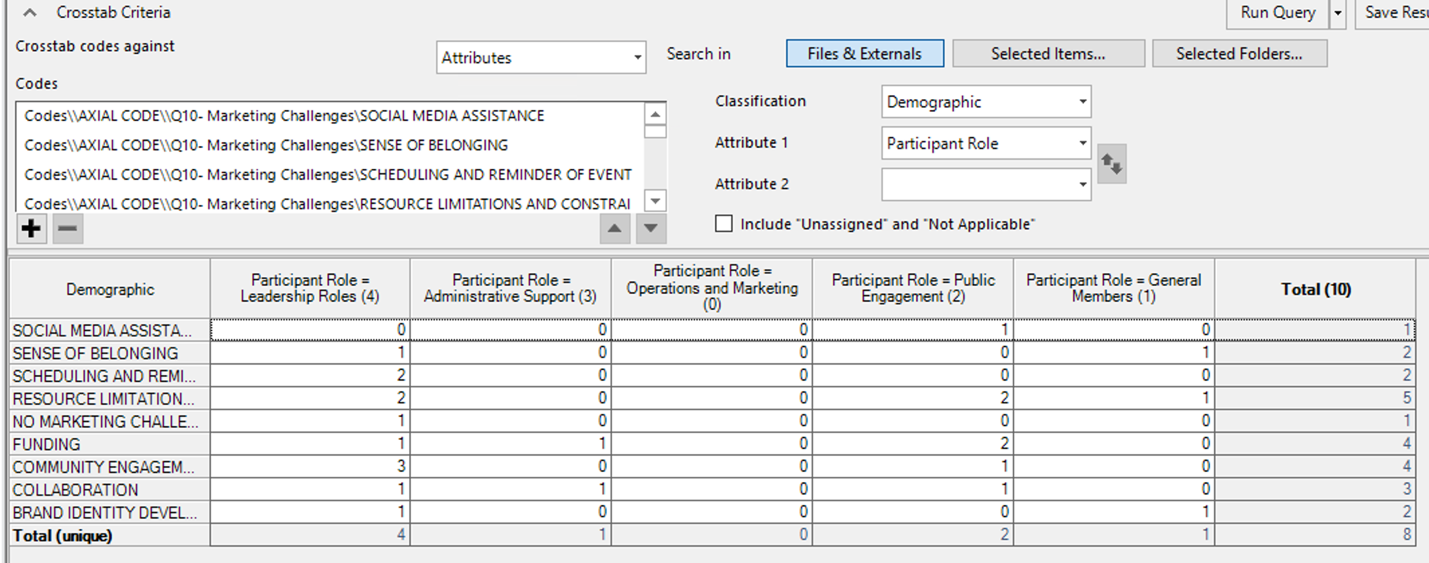 Crosstab Criteria Run Query Save Resu
Crosstab codes against Attributes Search in Files & Externals Selected Items... Selected Folders...
Codes
Codes\\AXIAL CODE\\Q10- Marketing Challenges\SOCIAL MEDIA ASSISTANCE
Codes\\AXIAL CODE\\Q10- Marketing Challenges\SENSE OF BELONGING
Codes\\AXIAL CODE\\Q10- Marketing Challenges\SCHEDULING AND REMINDER OF EVENT
Codes\\AXIAL CODE\\Q10- Marketing Challenges\RESOURCE LIMITATIONS AND CONSTRAI
Classification Demographic
Attribute 1 Participant Role
Attribute 2
Include "Unassigned" and "Not Applicable"
Demographic Participant Role = Leadership Roles (4) Participant Role = Administrative Support (3) Participant Role = Operations and Marketing (0) Participant Role = Public Engagement (2) Participant Role = General Members (1) Total (10)
SOCIAL MEDIA ASSISTA... 0 0 0 1 0 1
SENSE OF BELONGING 1 0 0 0 1 2
SCHEDULING AND REMI... 2 0 0 0 0 2
RESOURCE LIMITATION... 2 0 0 2 1 5
NO MARKETING CHALLE... 1 0 0 0 0 1
FUNDING 1 1 0 2 0 4
COMMUNITY ENGAGEM... 3 0 0 1 0 4
COLLABORATION 1 1 0 1 0 3
BRAND IDENTITY DEVEL... 1 0 0 0 1 2
Total (unique) 4 1 0 2 1 8